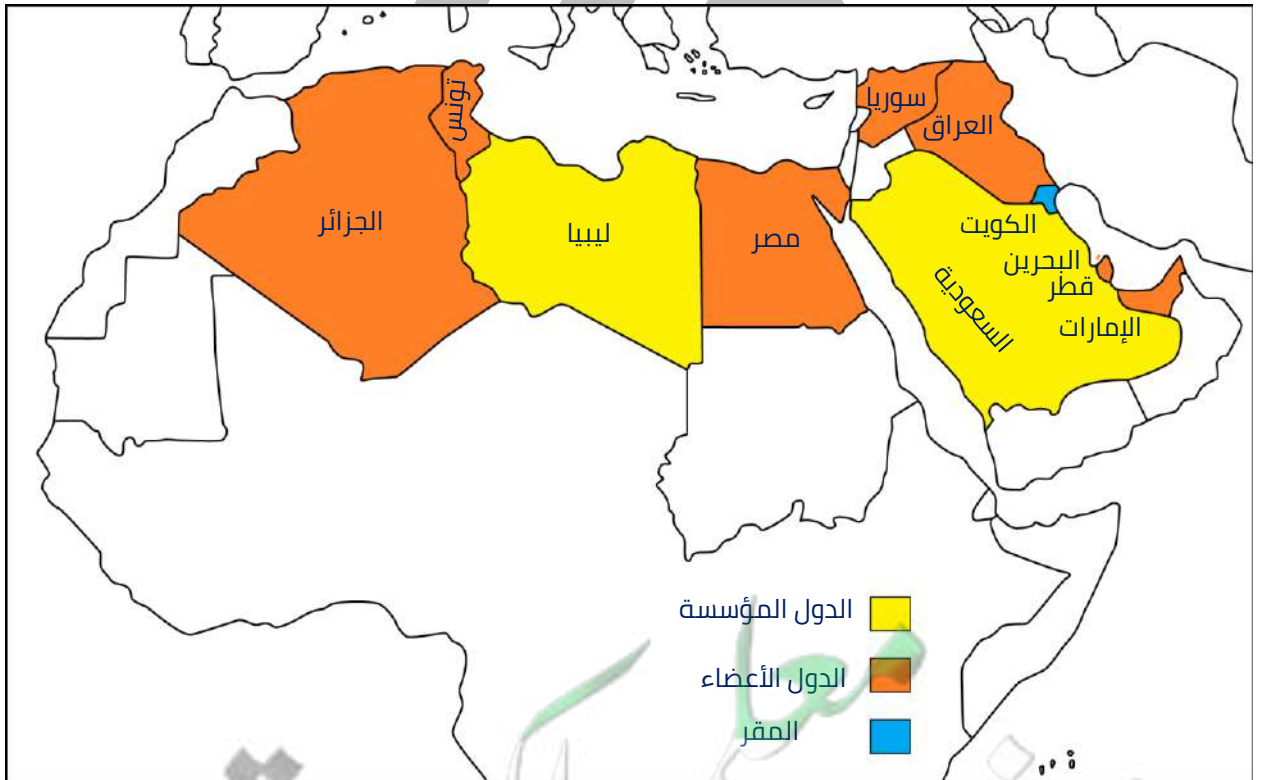 تونس
سوريا
العراق
الجزائر
ليبيا
مصر
الكويت
البحرين
قطر
السعودية
الإمارات
الدول المؤسسة
الدول الأعضاء
المقر